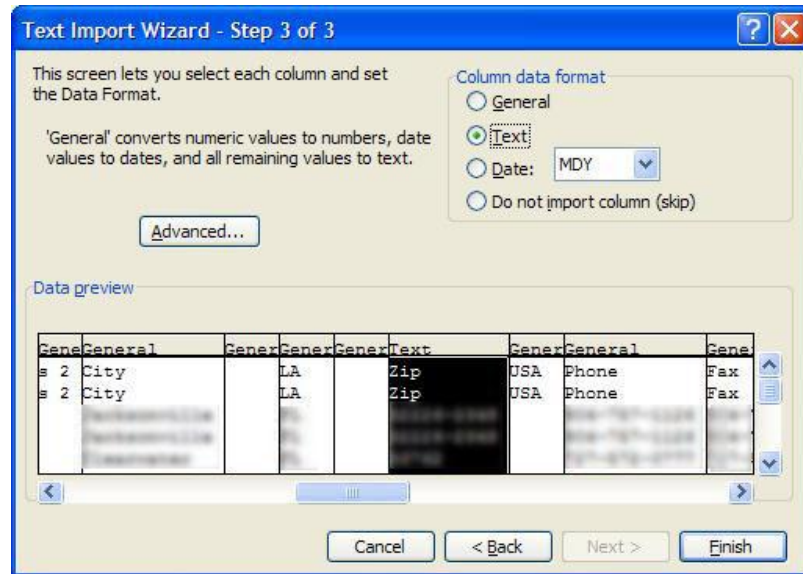 Text Import Wizard - Step 3 of 3
This screen lets you select each column and set
the Data Format.
'General' converts numeric values to numbers, date
values to dates, and all remaining values to text.
Advanced...
Column data format
General
Text
Date: MDY
Do not import column (skip)
Data preview
Gene General Gener Gener Gener Text Gener General Gene
s 2 City LA Zip USA Phone Fax
s 2 City LA Zip USA Phone Fax
Cancel < Back Next > Finish